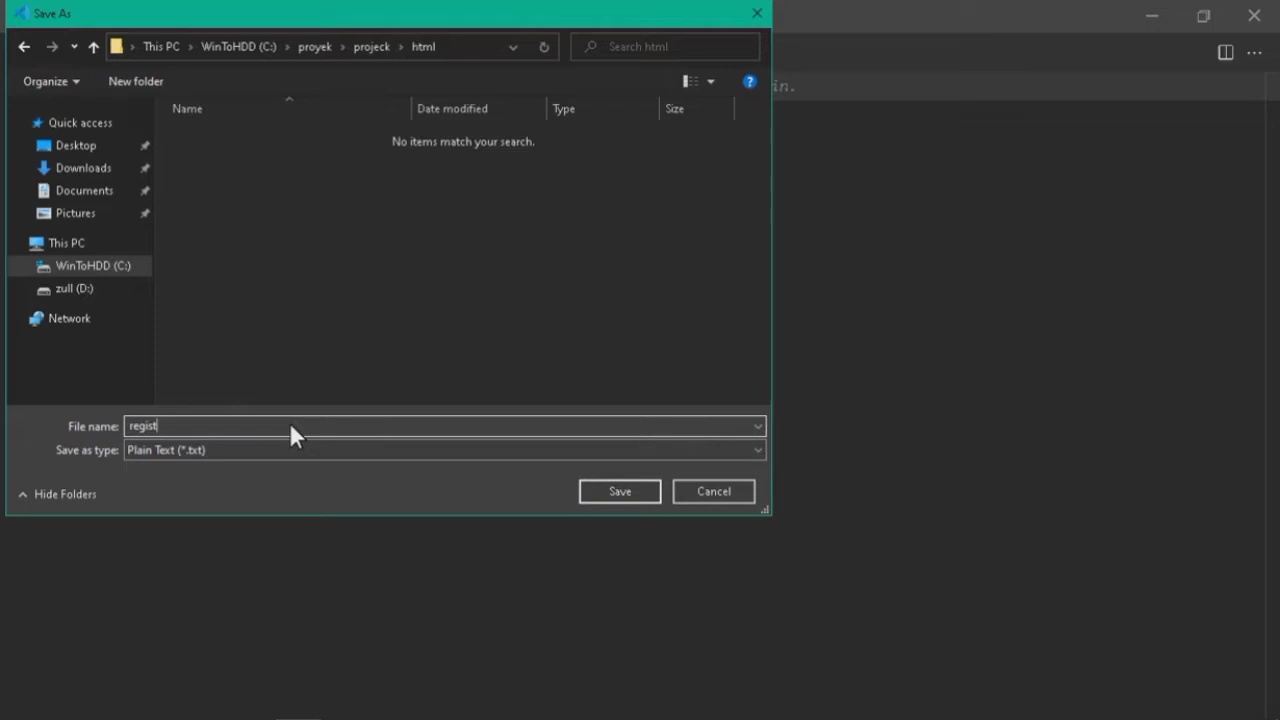 Save As
This PC > WinToHDD (C:) > proyek > projeck > html
Search html
in.
Organize
New folder
Name
Date modified
Type
Size
No items match your search.
Quick access
Desktop
Downloads
Documents
Pictures
This PC
WinToHDD (C:)
zull (D:)
Network
File name: regist
Save as type: Plain Text (*.txt)
Hide Folders
Save
Cancel